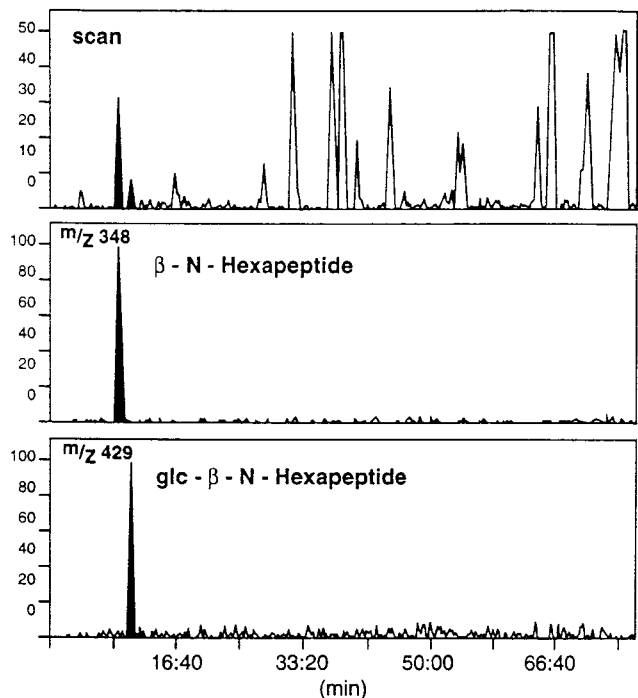 scan
50
40
30
20
10
0
m/z 348
β - N - Hexapeptide
100
80
60
40
20
0
m/z 429
glc - β - N - Hexapeptide
100
80
60
40
20
0
16:40 33:20 50:00 66:40
(min)